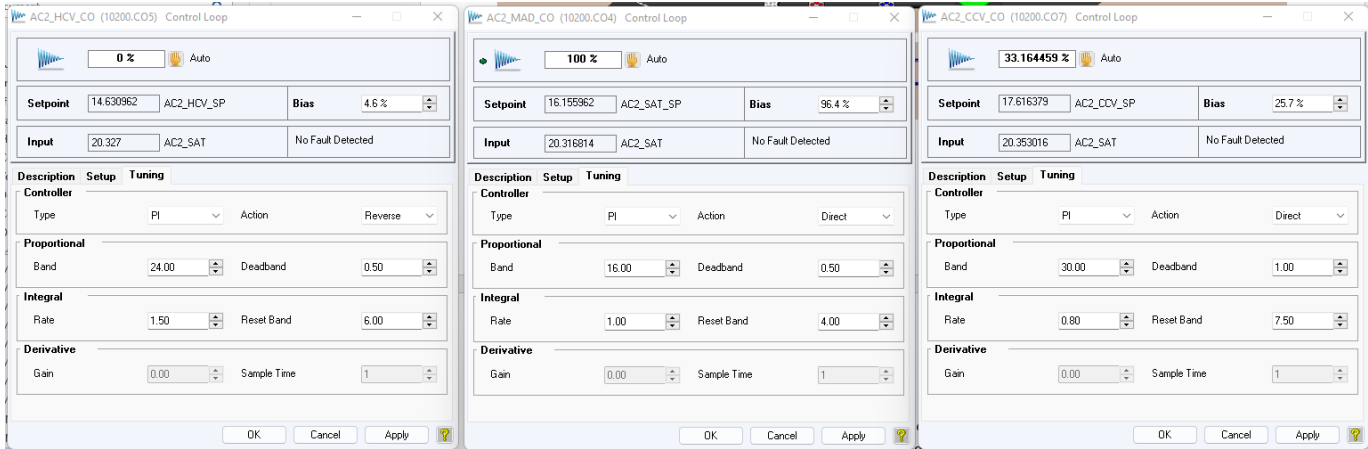 AC2_HCV_CO (10200.CO5) Control Loop
0 % Auto
Setpoint 14.630962 AC2_HCV_SP Bias 4.6 %
Input 20.327 AC2_SAT No Fault Detected
Description Setup Tuning
Controller
Type PI Action Reverse
Proportional
Band 24.00 Deadband 0.50
Integral
Rate 1.50 Reset Band 6.00
Derivative
Gain 0.00 Sample Time 1
OK Cancel Apply ?
AC2_MAD_CO (10200.CO4) Control Loop
100 % Auto
Setpoint 16.155962 AC2_SAT_SP Bias 96.4 %
Input 20.316814 AC2_SAT No Fault Detected
Description Setup Tuning
Controller
Type PI Action Direct
Proportional
Band 16.00 Deadband 0.50
Integral
Rate 1.00 Reset Band 4.00
Derivative
Gain 0.00 Sample Time 1
OK Cancel Apply ?
AC2_CCV_CO (10200.CO7) Control Loop
33.164459 % Auto
Setpoint 17.616379 AC2_CCV_SP Bias 25.7 %
Input 20.353016 AC2_SAT No Fault Detected
Description Setup Tuning
Controller
Type PI Action Direct
Proportional
Band 30.00 Deadband 1.00
Integral
Rate 0.80 Reset Band 7.50
Derivative
Gain 0.00 Sample Time 1
OK Cancel Apply ?